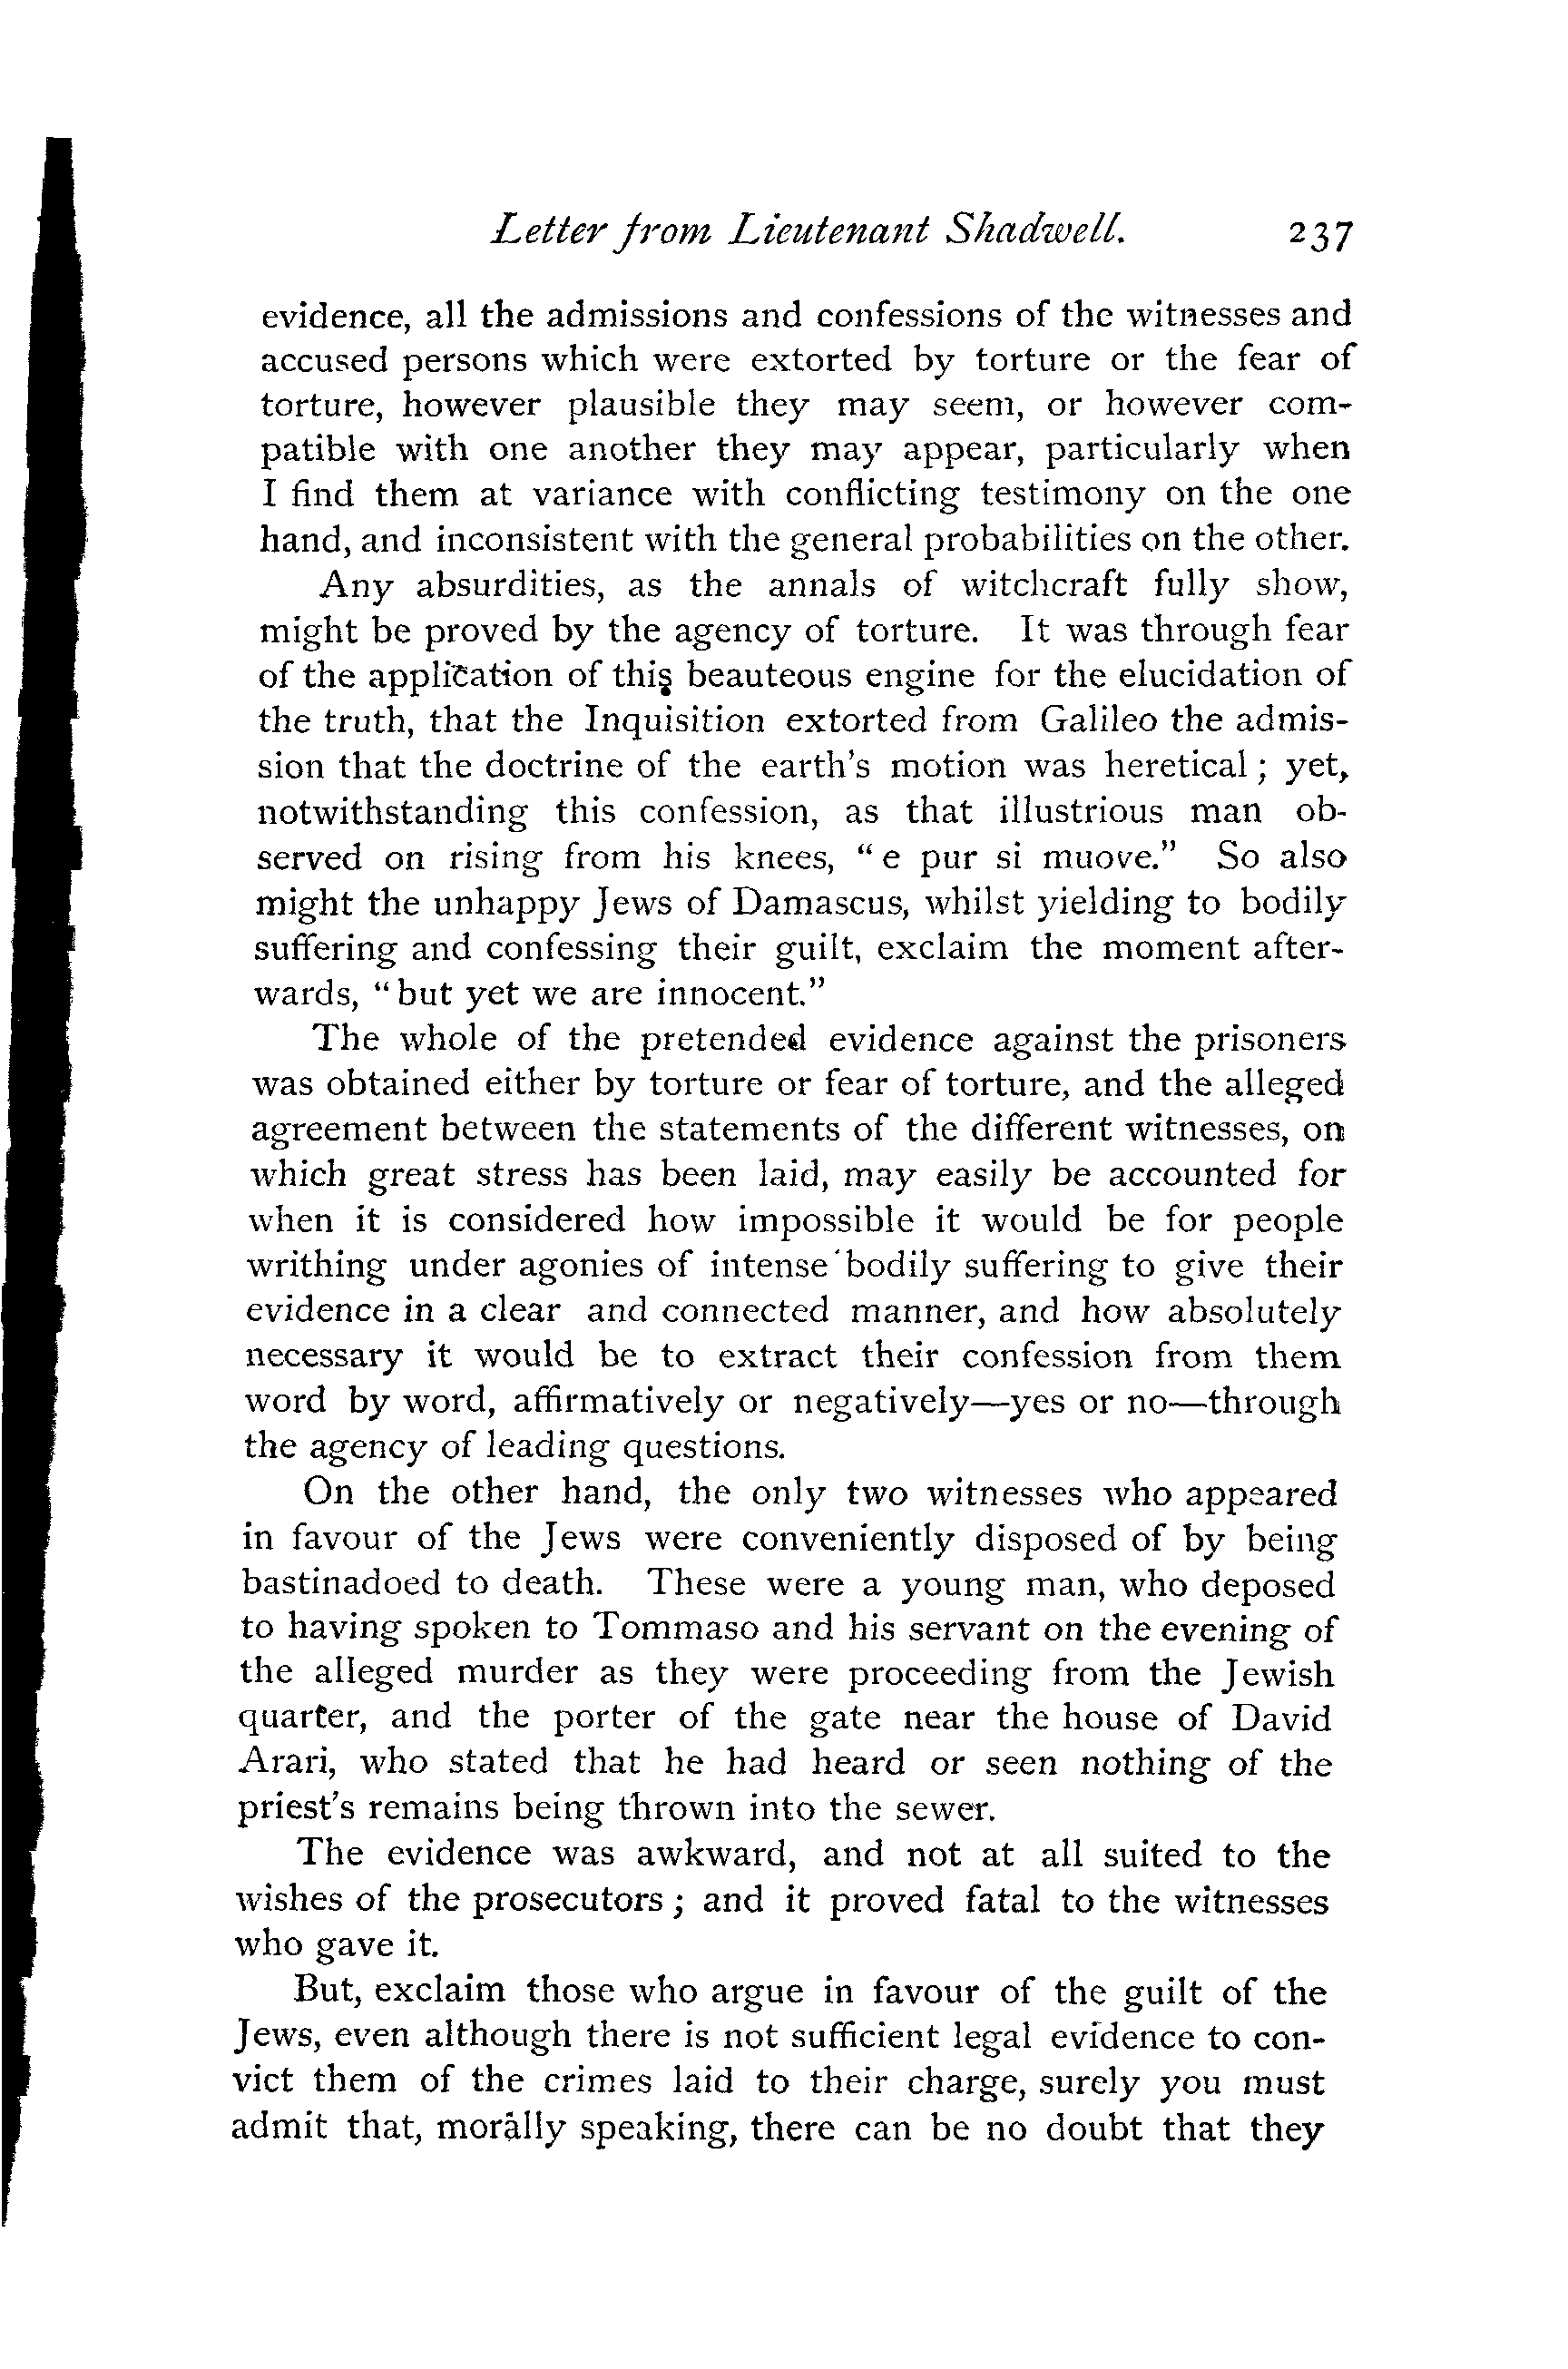 Letter from Lieutenant Shadwell. 237
evidence, all the admissions and confessions of the witnesses and
accused persons which were extorted by torture or the fear of
torture, however plausible they may seem, or however com-
patible with one another they may appear, particularly when
I find them at variance with conflicting testimony on the one
hand, and inconsistent with the general probabilities on the other.
Any absurdities, as the annals of witchcraft fully show,
might be proved by the agency of torture. It was through fear
of the application of this beauteous engine for the elucidation of
the truth, that the Inquisition extorted from Galileo the admis-
sion that the doctrine of the earth's motion was heretical; yet,
notwithstanding this confession, as that illustrious man ob-
served on rising from his knees, "e pur si muove." So also
might the unhappy Jews of Damascus, whilst yielding to bodily
suffering and confessing their guilt, exclaim the moment after-
wards, "but yet we are innocent."
The whole of the pretended evidence against the prisoners
was obtained either by torture or fear of torture, and the alleged
agreement between the statements of the different witnesses, on
which great stress has been laid, may easily be accounted for
when it is considered how impossible it would be for people
writhing under agonies of intense bodily suffering to give their
evidence in a clear and connected manner, and how absolutely
necessary it would be to extract their confession from them
word by word, affirmatively or negatively—yes or no—through
the agency of leading questions.
On the other hand, the only two witnesses who appeared
in favour of the Jews were conveniently disposed of by being
bastinadoed to death. These were a young man, who deposed
to having spoken to Tommaso and his servant on the evening of
the alleged murder as they were proceeding from the Jewish
quarter, and the porter of the gate near the house of David
Arari, who stated that he had heard or seen nothing of the
priest's remains being thrown into the sewer.
The evidence was awkward, and not at all suited to the
wishes of the prosecutors; and it proved fatal to the witnesses
who gave it.
But, exclaim those who argue in favour of the guilt of the
Jews, even although there is not sufficient legal evidence to con-
vict them of the crimes laid to their charge, surely you must
admit that, morally speaking, there can be no doubt that they